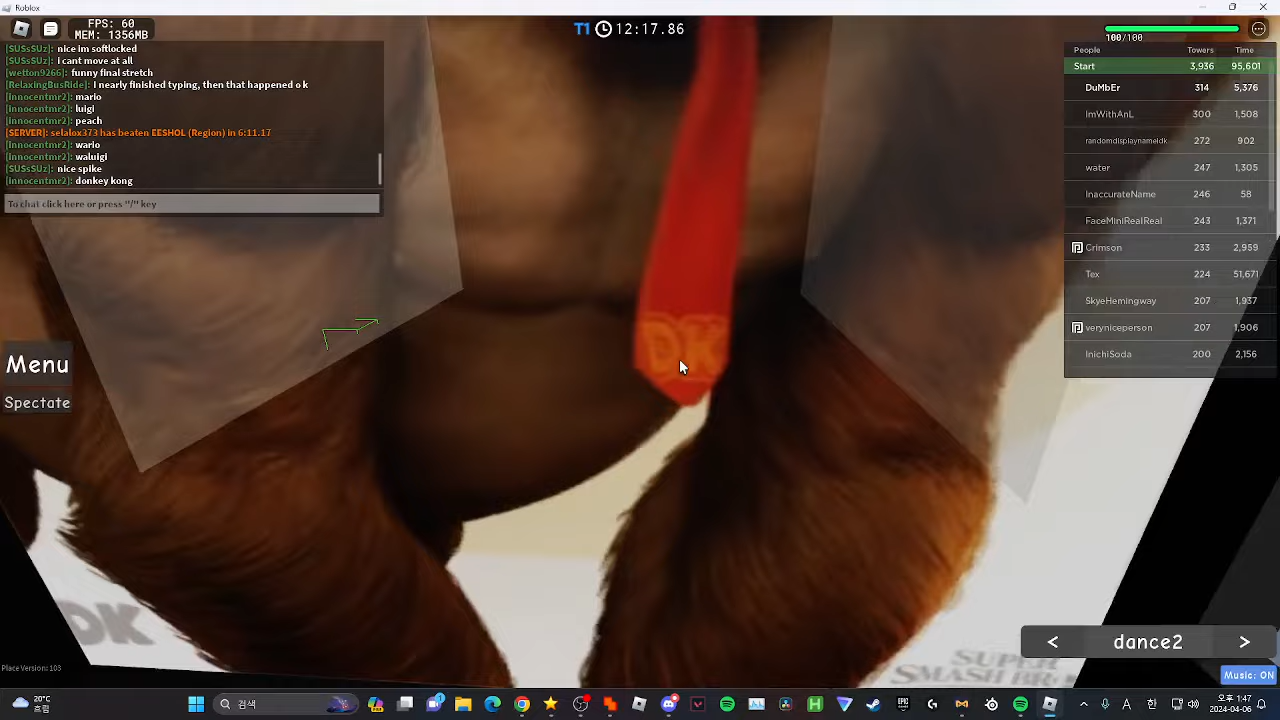 Roblox
FPS: 60
MEM: 1356MB
T1 12:17.86
100/100
[SUSsSUz]: nice im softlocked
[SUSsSUz]: i cant move at all
[wetton9266]: funny final stretch
[RelaxingBusRide]: I nearly finished typing, then that happened o k
[Innocentmr2]: mario
[Innocentmr2]: luigi
[Innocentmr2]: peach
[SERVER]: selalox373 has beaten EESHOL (Region) in 6:11.17
[Innocentmr2]: wario
[Innocentmr2]: waluigi
[SUSsSUz]: nice spike
[Innocentmr2]: donkey kong
To chat click here or press "/" key
People Towers Time
Start 3,936 95,601
DuMbEr 314 5,376
ImWithAnL 300 1,508
randomdisplaynameidk 272 902
water 247 1,305
InaccurateName 246 58
FaceMiniRealReal 243 1,371
Crimson 233 2,959
Tex 224 51,671
SkyeHemingway 207 1,937
veryniceperson 207 1,906
InichiSoda 200 2,156
Menu
Spectate
DK
DK
SUPER
SMASH BRO
< dance2 >
Music: ON
Place Version: 103
20°C
검색
오전 1:47
2024-04-06